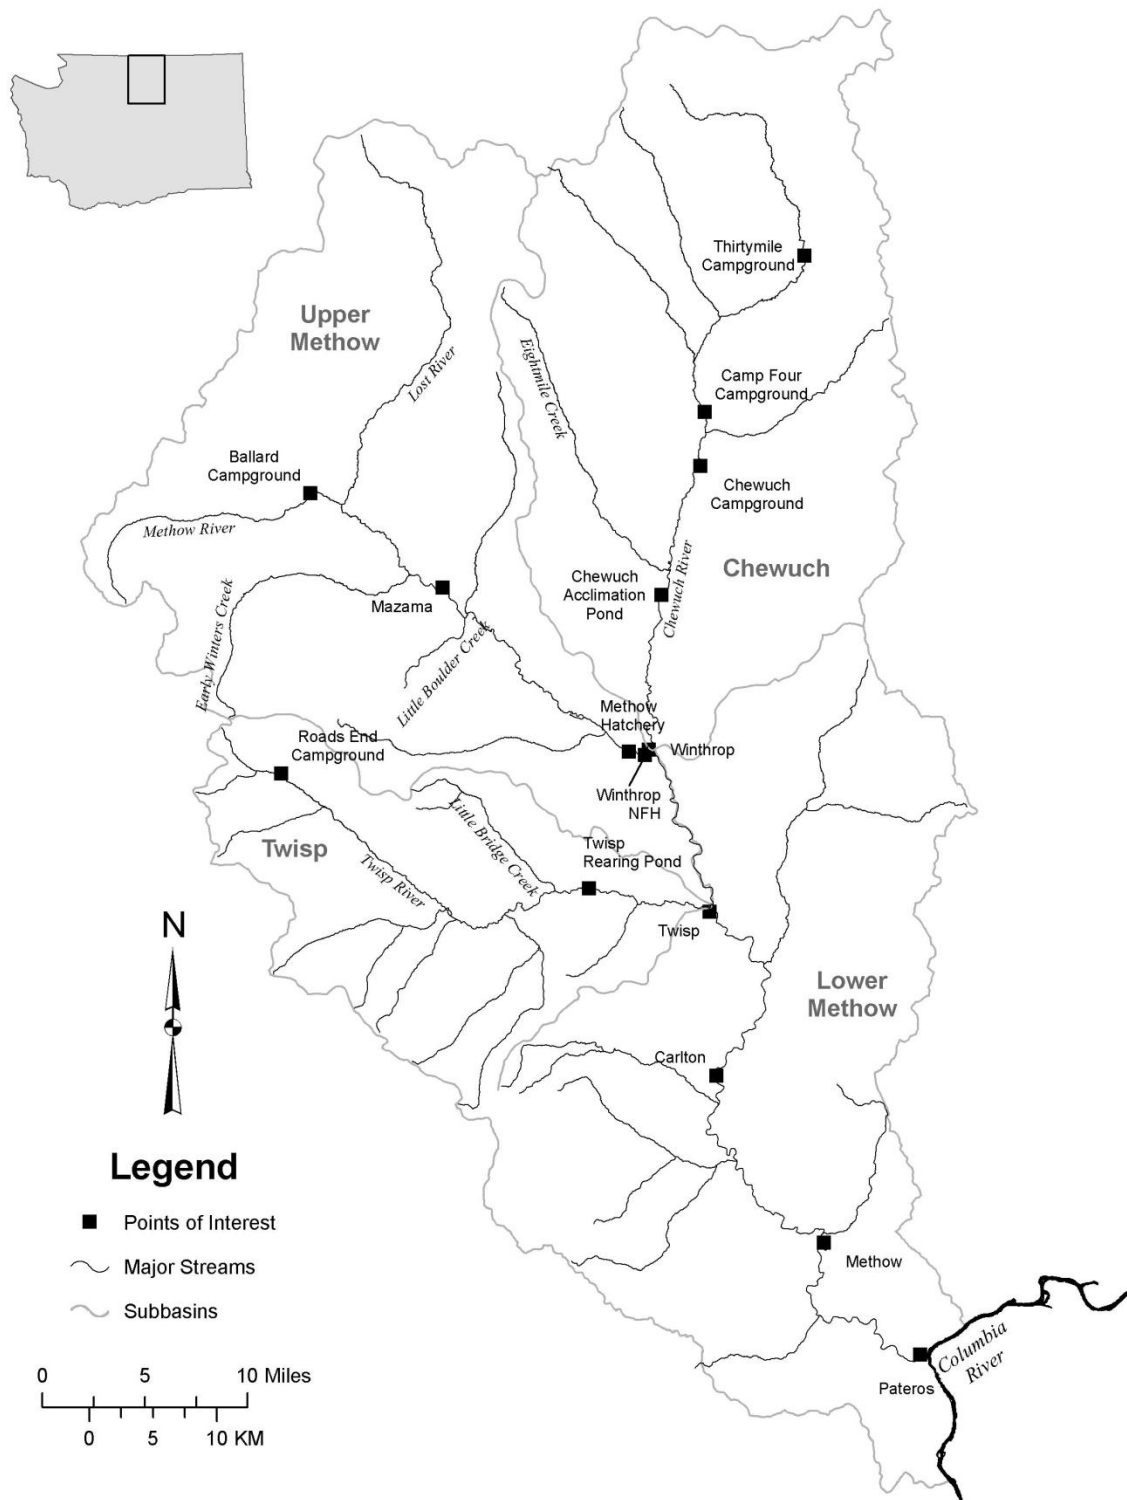 Thirtymile
Campground
Upper
Methow
Eightmile Creek
Lost River
Camp Four
Campground
Ballard
Campground
Chewuch
Campground
Methow River
Chewuch
Chewuch
Acclimation
Pond
Chewuch River
Mazama
Early Winters Creek
Little Boulder Creek
Methow
Hatchery
Roads End
Campground
Winthrop
Winthrop
NFH
Little Bridge Creek
Twisp
Twisp
Rearing Pond
Twisp River
N
Twisp
Lower
Methow
Carlton
Legend
Points of Interest
Major Streams
Subbasins
Methow
Columbia
River
Pateros
0 5 10 Miles
0 5 10 KM